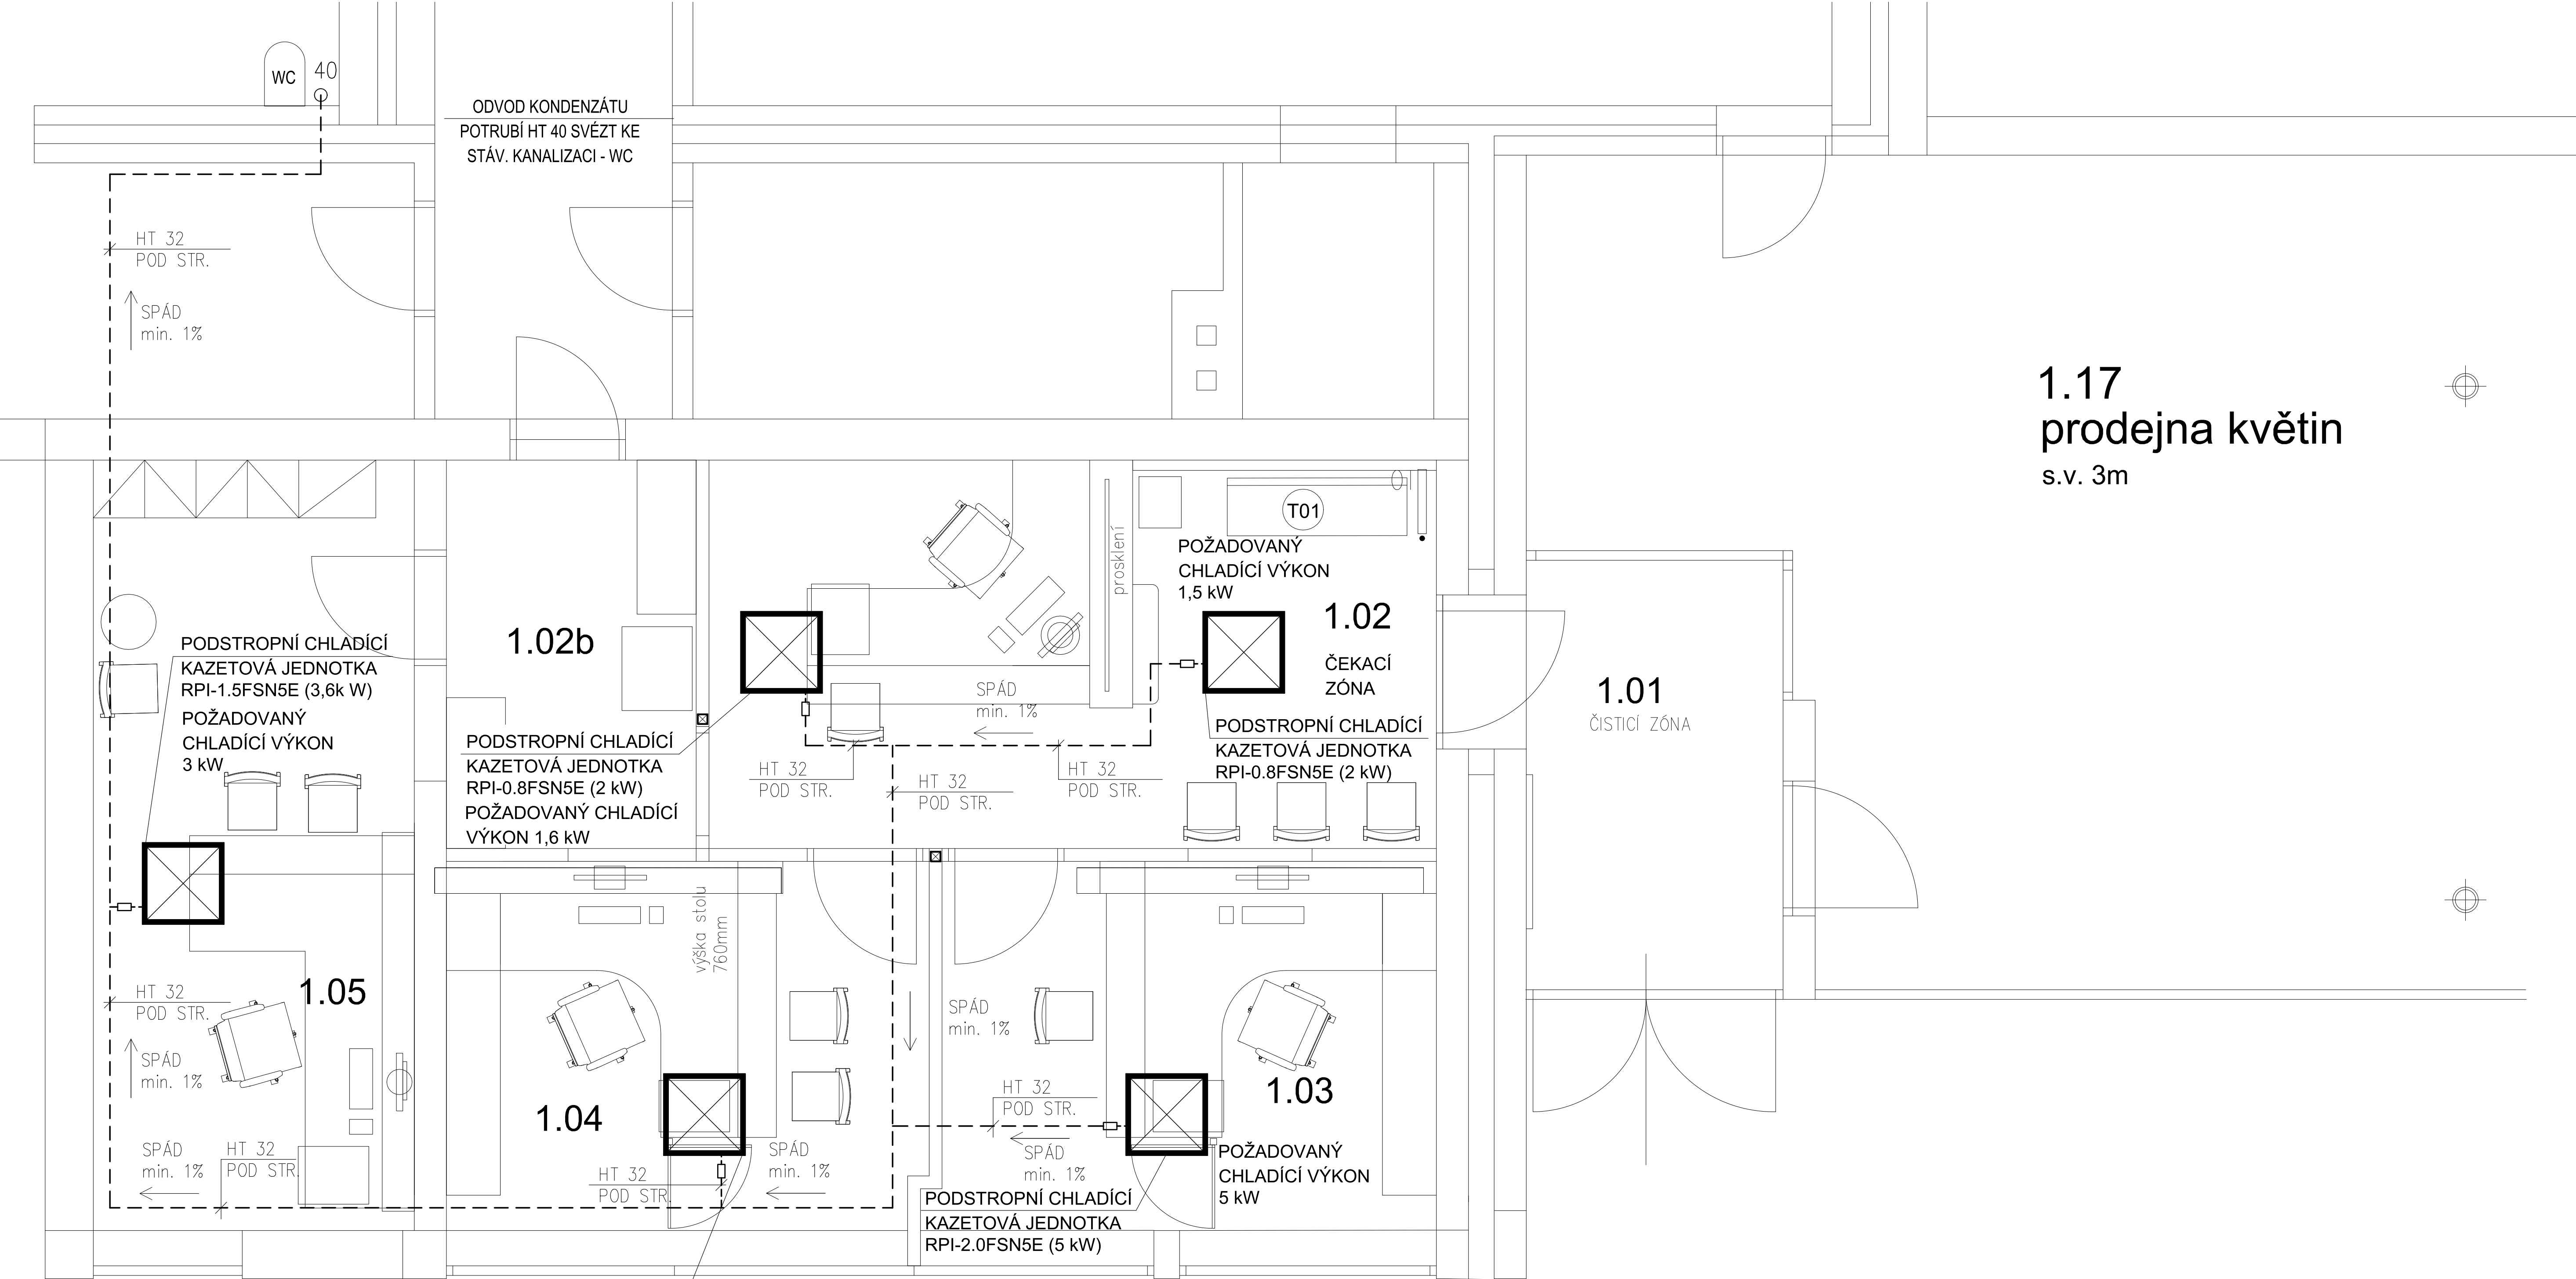 WC
40
ODVOD KONDENZÁTU
POTRUBÍ HT 40 SVÉZT KE
STÁV. KANALIZACI - WC
HT 32
POD STR.
SPÁD
min. 1%
1.17
prodejna květin
s.v. 3m
T01
prosklení
POŽADOVANÝ
CHLADÍCÍ VÝKON
1,5 kW
1.02
ČEKACÍ
ZÓNA
1.02b
PODSTROPNÍ CHLADÍCÍ
KAZETOVÁ JEDNOTKA
RPI-1.5FSN5E (3,6k W)
POŽADOVANÝ
CHLADÍCÍ VÝKON
3 kW
1.01
ČISTICÍ ZÓNA
SPÁD
min. 1%
PODSTROPNÍ CHLADÍCÍ
KAZETOVÁ JEDNOTKA
RPI-0.8FSN5E (2 kW)
PODSTROPNÍ CHLADÍCÍ
KAZETOVÁ JEDNOTKA
RPI-0.8FSN5E (2 kW)
POŽADOVANÝ CHLADÍCÍ
VÝKON 1,6 kW
HT 32
POD STR.
HT 32
POD STR.
HT 32
POD STR.
výška stolu
760mm
1.05
HT 32
POD STR.
SPÁD
min. 1%
SPÁD
min. 1%
HT 32
POD STR.
1.04
HT 32
POD STR.
SPÁD
min. 1%
SPÁD
min. 1%
HT 32
POD STR.
SPÁD
min. 1%
1.03
POŽADOVANÝ
CHLADÍCÍ VÝKON
5 kW
PODSTROPNÍ CHLADÍCÍ
KAZETOVÁ JEDNOTKA
RPI-2.0FSN5E (5 kW)